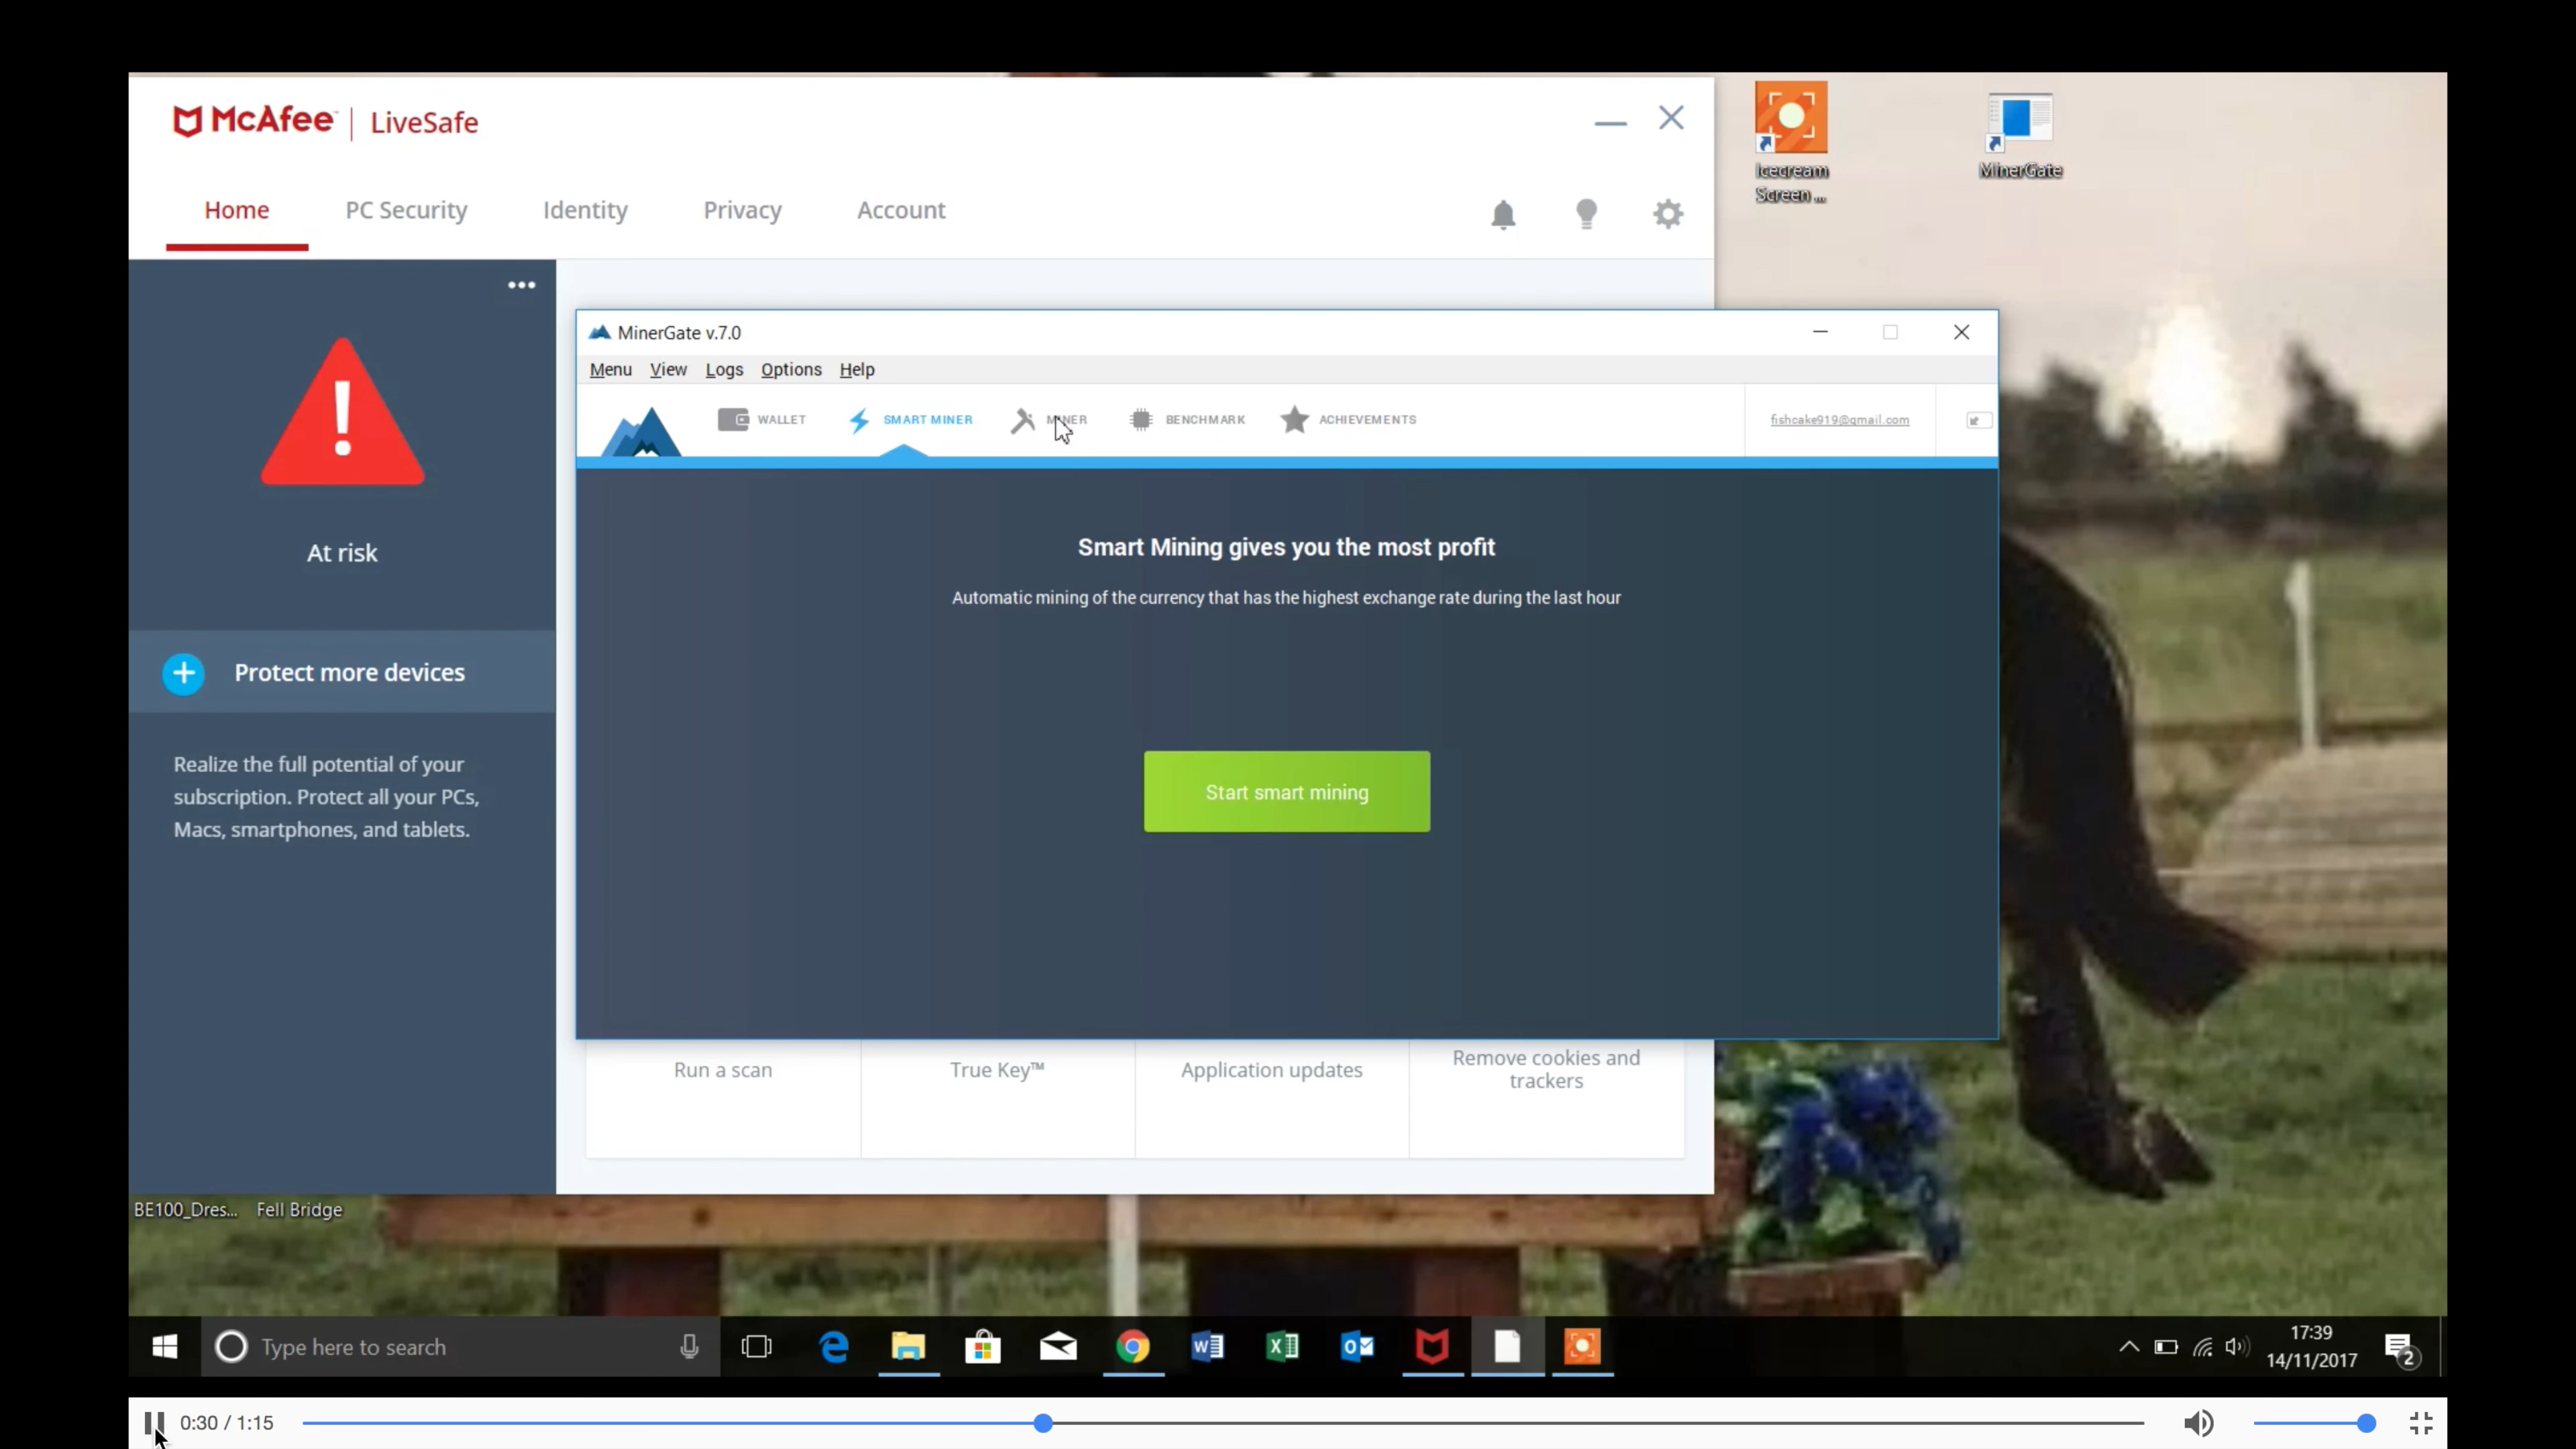 McAfee | LiveSafe
Home PC Security Identity Privacy Account
Icecream
Screen ...
MinerGate
At risk
Protect more devices
Realize the full potential of your
subscription. Protect all your PCs,
Macs, smartphones, and tablets.
MinerGate v.7.0
Menu View Logs Options Help
WALLET SMART MINER MINER BENCHMARK ACHIEVEMENTS fishcake919@gmail.com
Smart Mining gives you the most profit
Automatic mining of the currency that has the highest exchange rate during the last hour
Start smart mining
Run a scan
True Key™
Application updates
Remove cookies and
trackers
BE100_Dres... Fell Bridge
Type here to search
17:39
14/11/2017
2
0:30 / 1:15